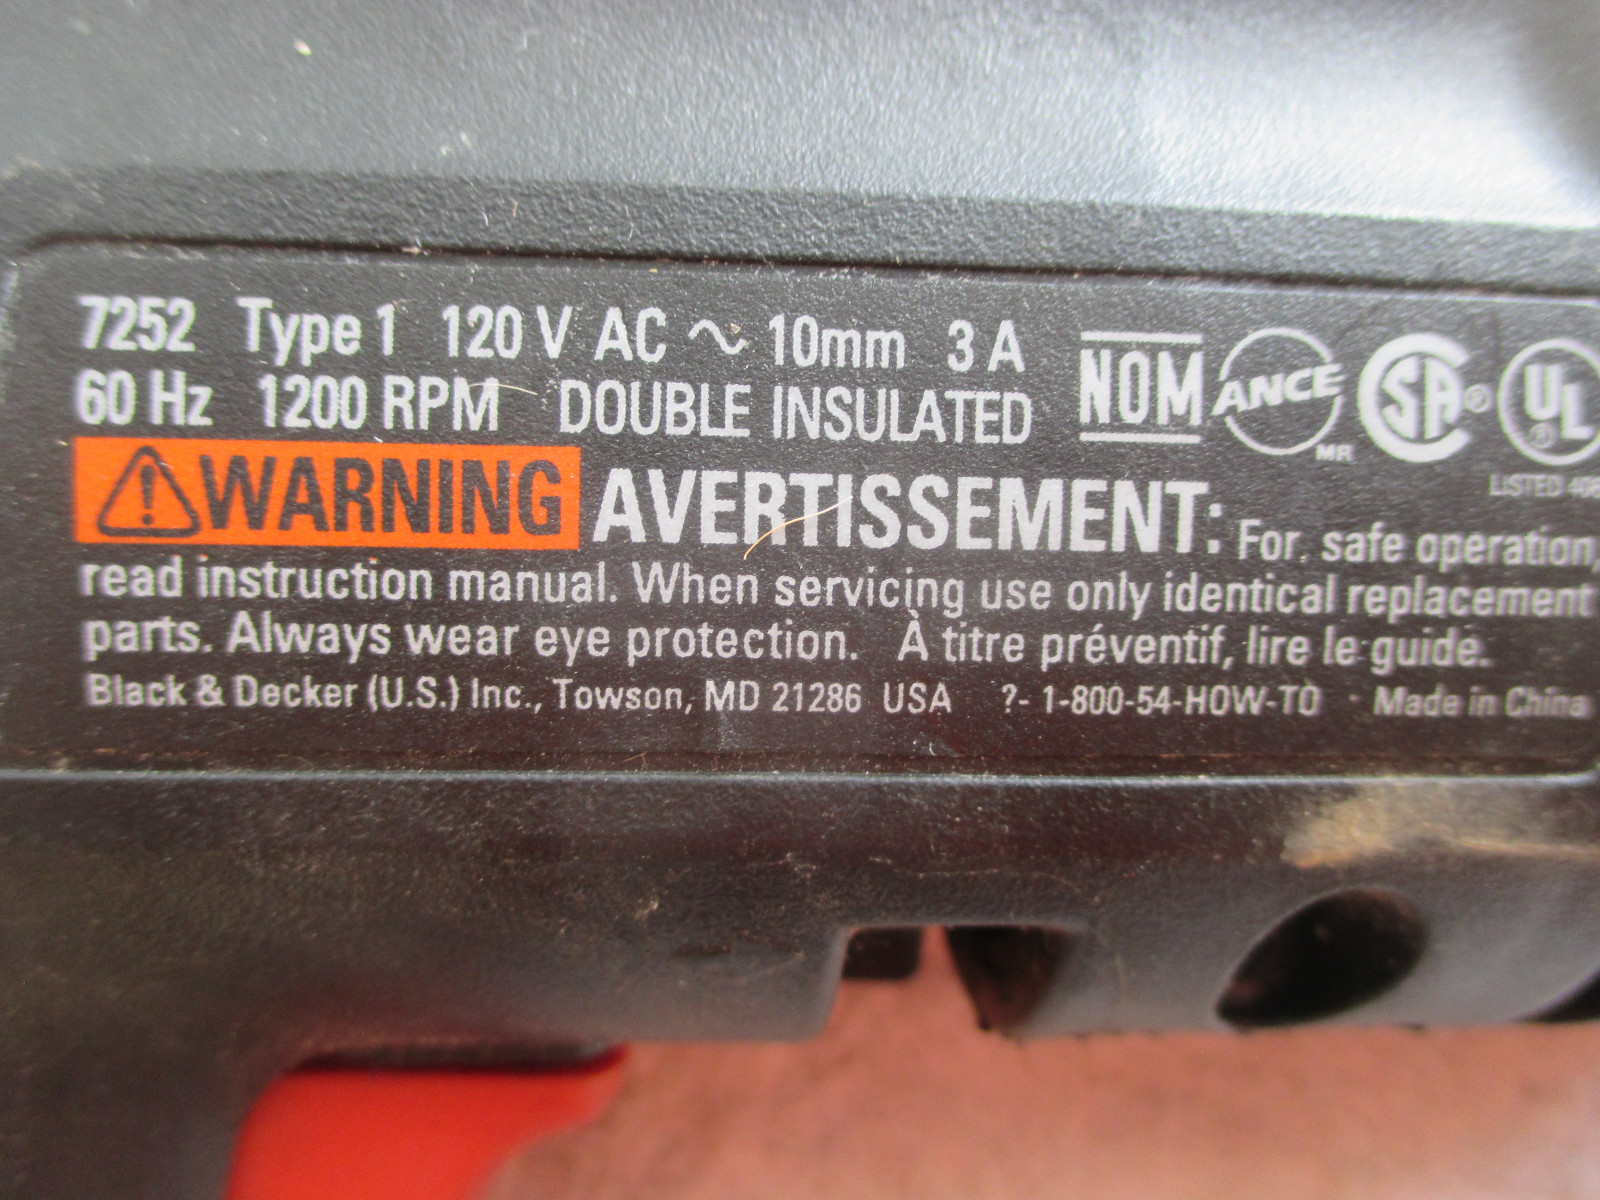 7252 Type 1 120 V AC ~ 10mm 3 A
60 Hz 1200 RPM DOUBLE INSULATED
NOM ANCE MR SA ® UL ®
LISTED
WARNING AVERTISSEMENT: For safe operation,
read instruction manual. When servicing use only identical replacement
parts. Always wear eye protection. À titre préventif, lire le guide.
Black & Decker (U.S.) Inc., Towson, MD 21286 USA ?- 1-800-54-HOW-TO Made in China